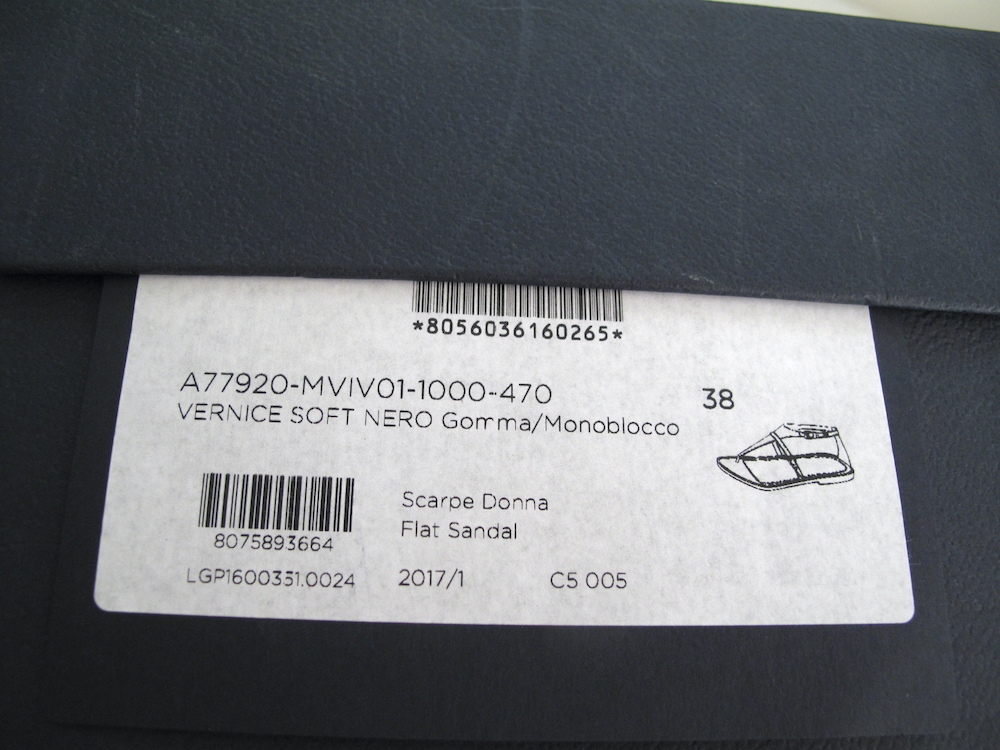 *8056036160265*
A77920-MVIV01-1000-470
38
VERNICE SOFT NERO Gomma/Monoblocco
Scarpe Donna
Flat Sandal
8075893664
LGP1600331.0024 2017/1 C5 005